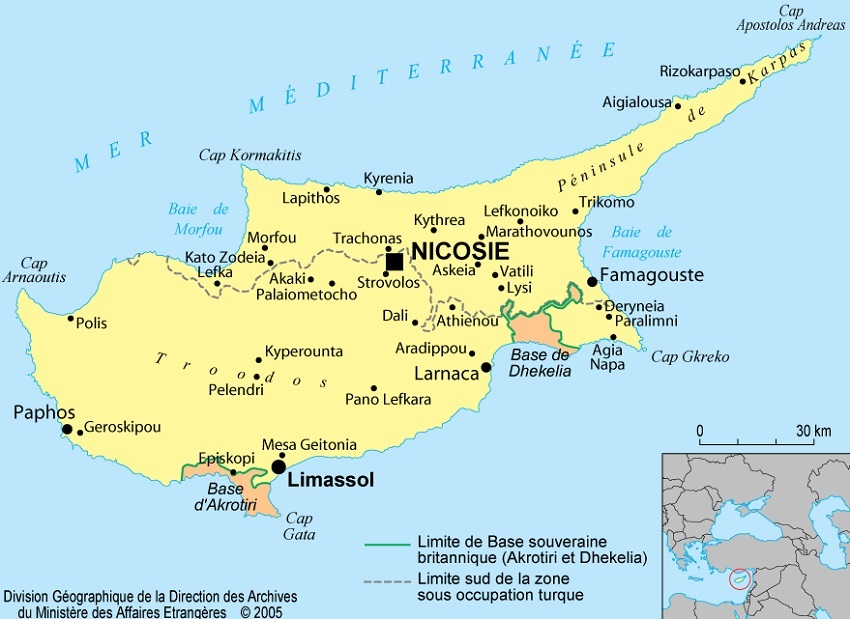 Cap
Apostolos Andreas
MER MÉDITERRANÉE
Rizokarpaso
Aigialousa
Péninsule de Karpas
Cap Kormakitis
Kyrenia
Lapithos
Trikomo
Lefkonoiko
Baie de
Morfou
Kythrea
Marathovounos
Baie de
Famagouste
Morfou
Trachonas
NICOSIE
Kato Zodeia
Lefka
Askeia
Vatili
Famagouste
Cap
Arnaoutis
Akaki
Strvolos
Palaiometocho
Lysi
Deryneia
Polis
Dali
Athienou
Paralimni
Kyperounta
Aradippou
Base de
Dhekelia
Agia
Napa
Cap Gkreko
Troodos
Larnaca
Pelendri
Pano Lefkara
Paphos
Geroskipou
0 30 km
Mesa Geitonia
Episkopi
Limassol
Base
d'Akrotiri
Cap
Gata
Limite de Base souveraine
britannique (Akrotiri et Dhekelia)
Limite sud de la zone
sous occupation turque
Division Géographique de la Direction des Archives
du Ministère des Affaires Etrangères © 2005